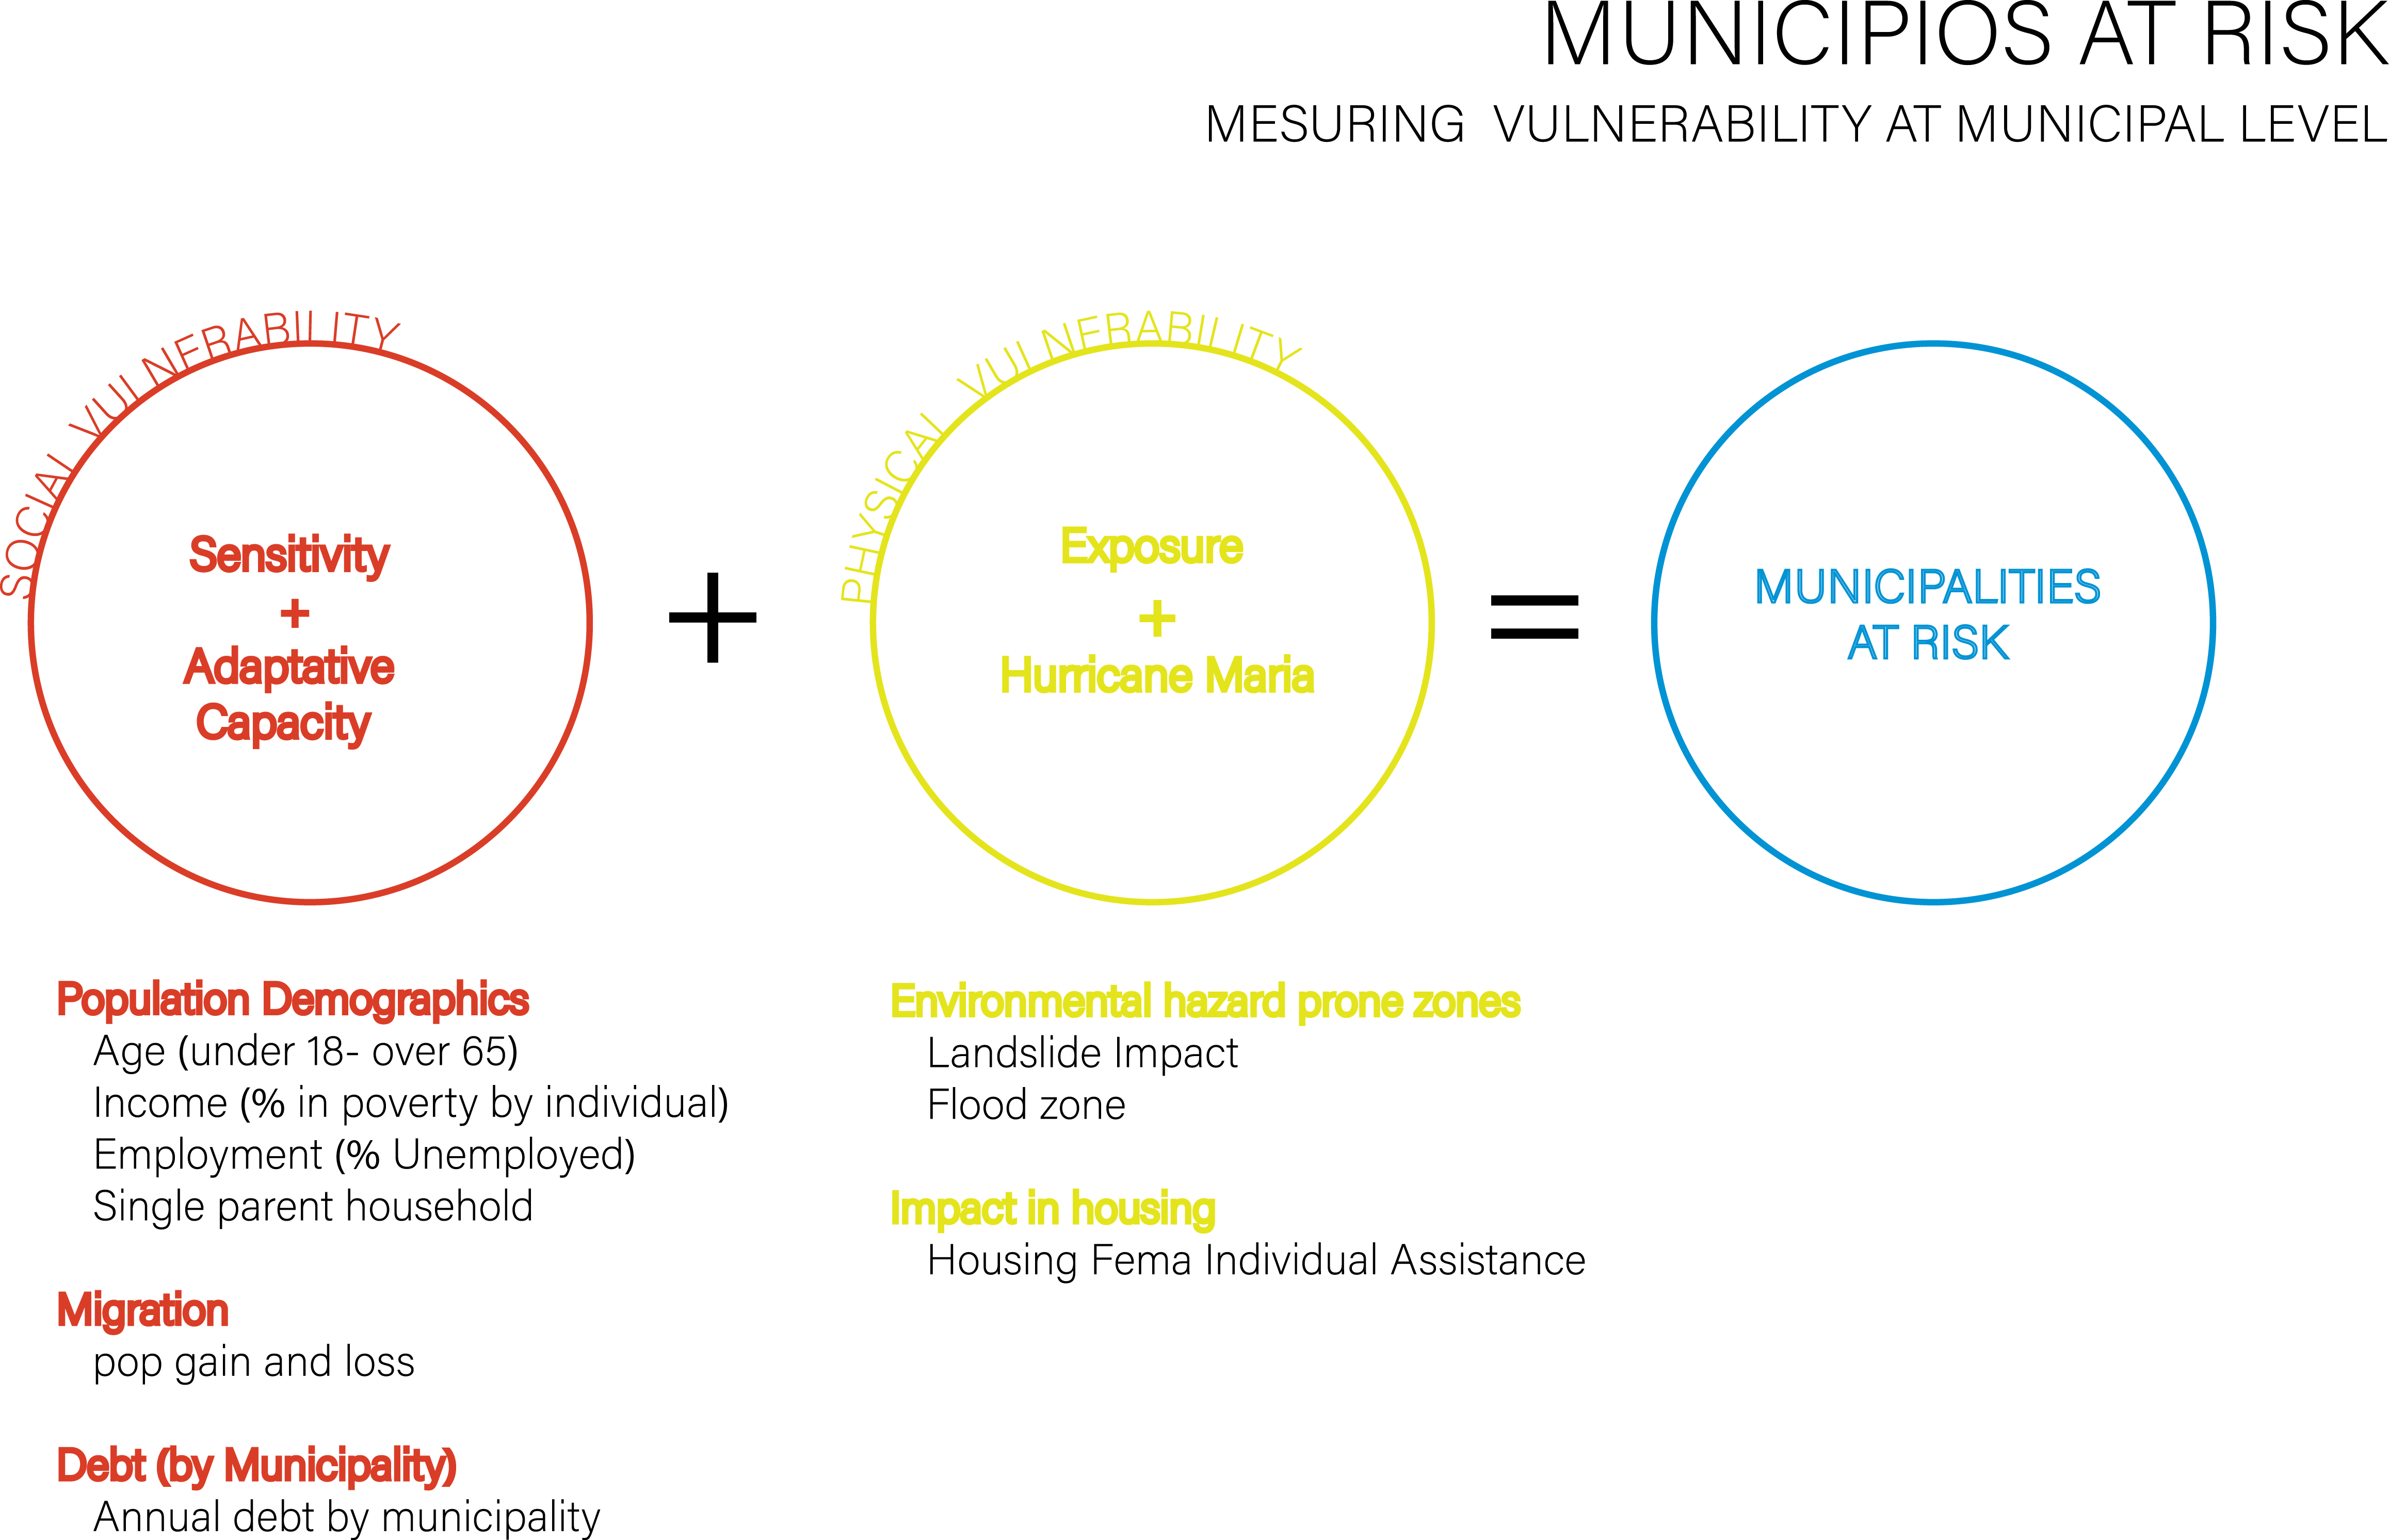 MUNICIPIOS AT RISK
MESURING VULNERABILITY AT MUNICIPAL LEVEL
SOCIAL VULNERABILITY
Sensitivity
+
Adaptative
Capacity
+
PHYSICAL VULNERABILITY
Exposure
+
Hurricane Maria
=
MUNICIPALITIES
AT RISK
Population Demographics
Age (under 18- over 65)
Income (% in poverty by individual)
Employment (% Unemployed)
Single parent household
Migration
pop gain and loss
Debt (by Municipality)
Annual debt by municipality
Environmental hazard prone zones
Landslide Impact
Flood zone
Impact in housing
Housing Fema Individual Assistance